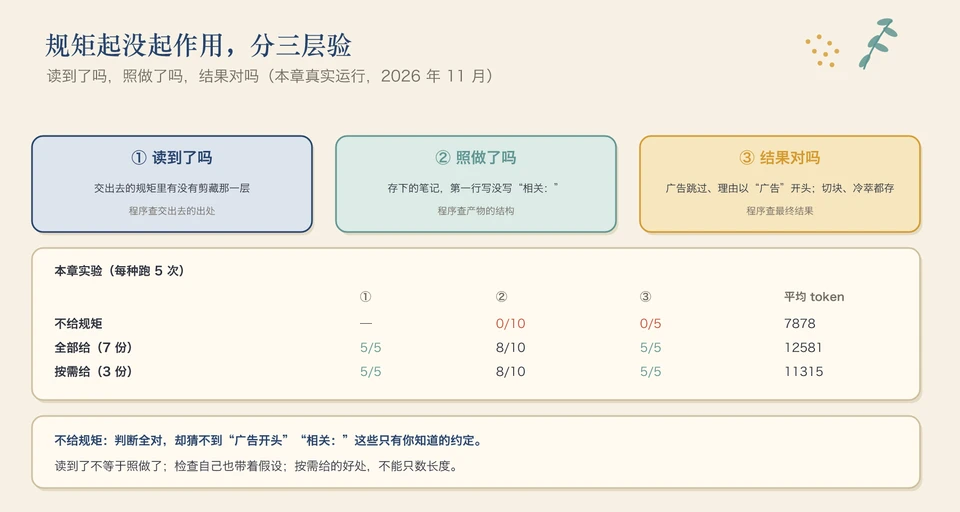 规矩起没起作用，分三层验
读到了吗，照做了吗，结果对吗（本章真实运行，2026 年 11 月）
① 读到了吗
交出去的规矩里有没有剪藏那一层
程序查交出去的出处
② 照做了吗
存下的笔记，第一行写没写“相关：”
程序查产物的结构
③ 结果对吗
广告跳过、理由以“广告”开头；切块、冷萃都存
程序查最终结果
本章实验（每种跑 5 次）
① ② ③ 平均 token
不给规矩 — 0/10 0/5 7878
全部给（7 份） 5/5 8/10 5/5 12581
按需给（3 份） 5/5 8/10 5/5 11315
不给规矩：判断全对，却猜不到“广告开头”“相关：”这些只有你知道的约定。
读到了不等于照做了；检查自己也带着假设；按需给的好处，不能只数长度。